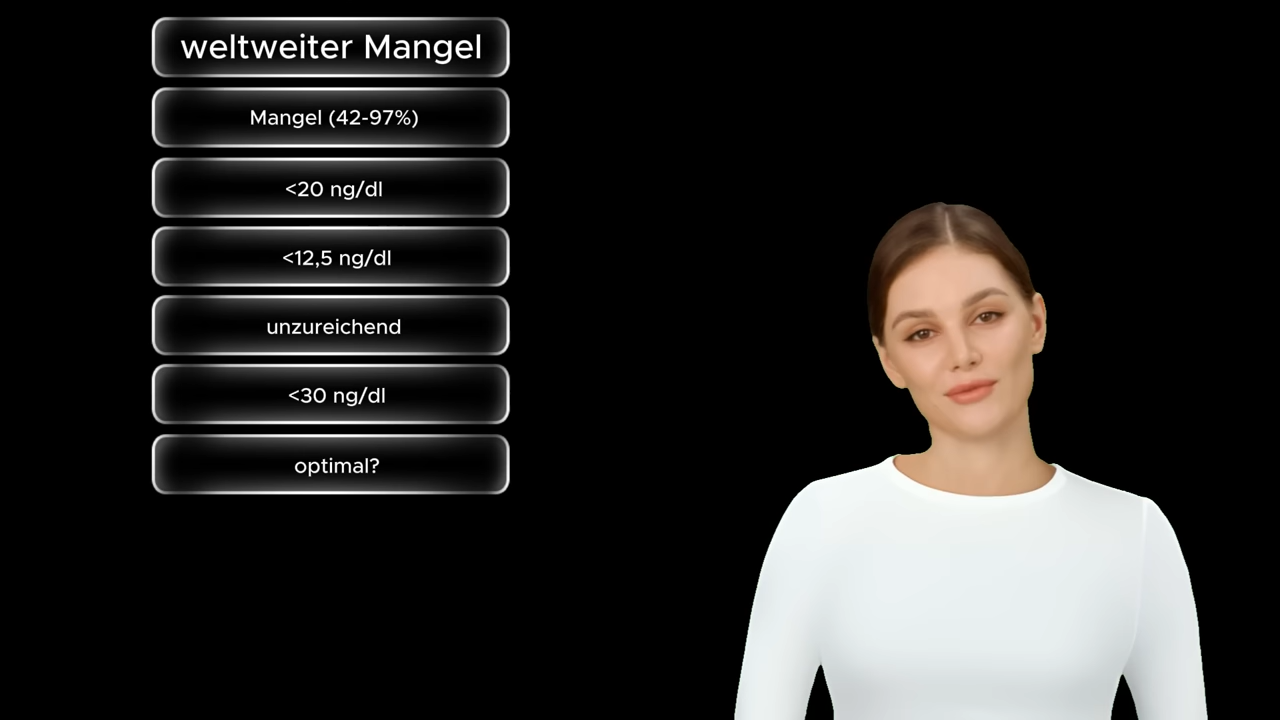 weltweiter Mangel
Mangel (42-97%)
<20 ng/dl
<12,5 ng/dl
unzureichend
<30 ng/dl
optimal?